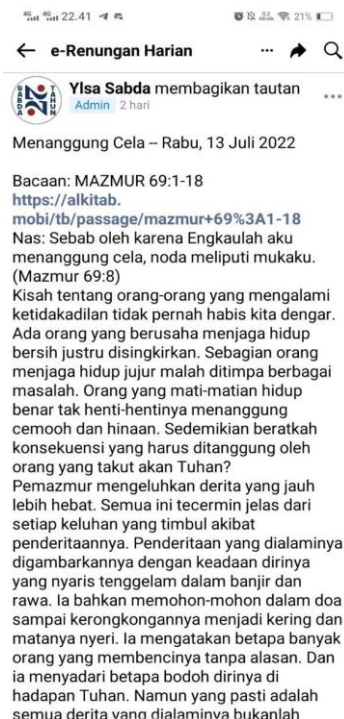 22.41
21%
e-Renungan Harian
Ylsa Sabda membagikan tautan
Admin 2 hari
Menanggung Cela -- Rabu, 13 Juli 2022
Bacaan: MAZMUR 69:1-18
https://alkitab.
mobi/tb/passage/mazmur+69%3A1-18
Nas: Sebab oleh karena Engkaulah aku
menanggung cela, noda meliputi mukaku.
(Mazmur 69:8)
Kisah tentang orang-orang yang mengalami
ketidakadilan tidak pernah habis kita dengar.
Ada orang yang berusaha menjaga hidup
bersih justru disingkirkan. Sebagian orang
menjaga hidup jujur malah ditimpa berbagai
masalah. Orang yang mati-matian hidup
benar tak henti-hentinya menanggung
cemooh dan hinaan. Sedemikian beratkah
konsekuensi yang harus ditanggung oleh
orang yang takut akan Tuhan?
Pemazmur mengeluhkan derita yang jauh
lebih hebat. Semua ini tecermin jelas dari
setiap keluhan yang timbul akibat
penderitaannya. Penderitaan yang dialaminya
digambarkannya dengan keadaan dirinya
yang nyaris tenggelam dalam banjir dan
rawa. Ia bahkan memohon-mohon dalam doa
sampai kerongkongannya menjadi kering dan
matanya nyeri. Ia mengatakan betapa banyak
orang yang membencinya tanpa alasan. Dan
ia menyadari betapa bodoh dirinya di
hadapan Tuhan. Namun yang pasti adalah
semua derita yang dialaminya bukanlah